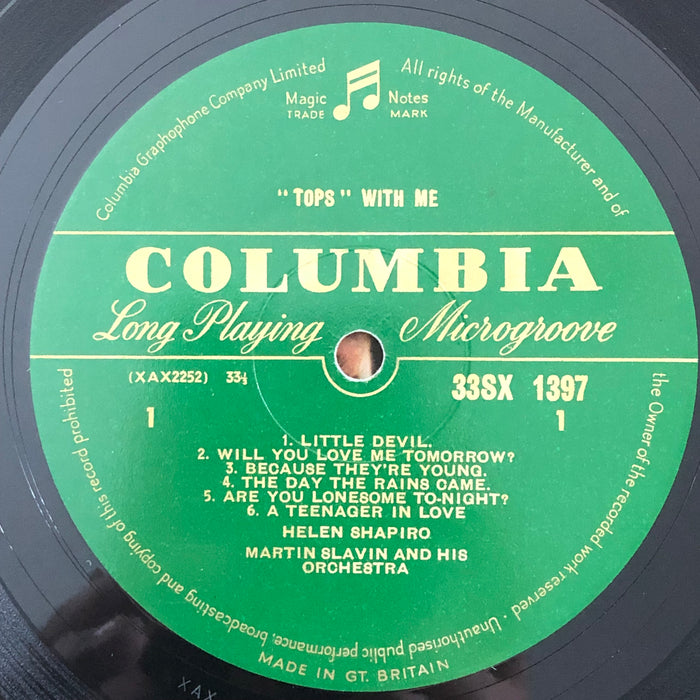 Columbia Graphophone Company Limited
All rights of the Manufacturer and of
the Owner of the recorded work reserved · Unauthorised public performance, broadcasting and copying of this record prohibited
Magic Notes
TRADE MARK
"TOPS" WITH ME
COLUMBIA
Long Playing Microgroove
(XAX2252) 33⅓ 33SX 1397
1 1
1. LITTLE DEVIL.
2. WILL YOU LOVE ME TOMORROW?
3. BECAUSE THEY'RE YOUNG.
4. THE DAY THE RAINS CAME.
5. ARE YOU LONESOME TO-NIGHT?
6. A TEENAGER IN LOVE
HELEN SHAPIRO
MARTIN SLAVIN AND HIS
ORCHESTRA
MADE IN GT. BRITAIN
XAX